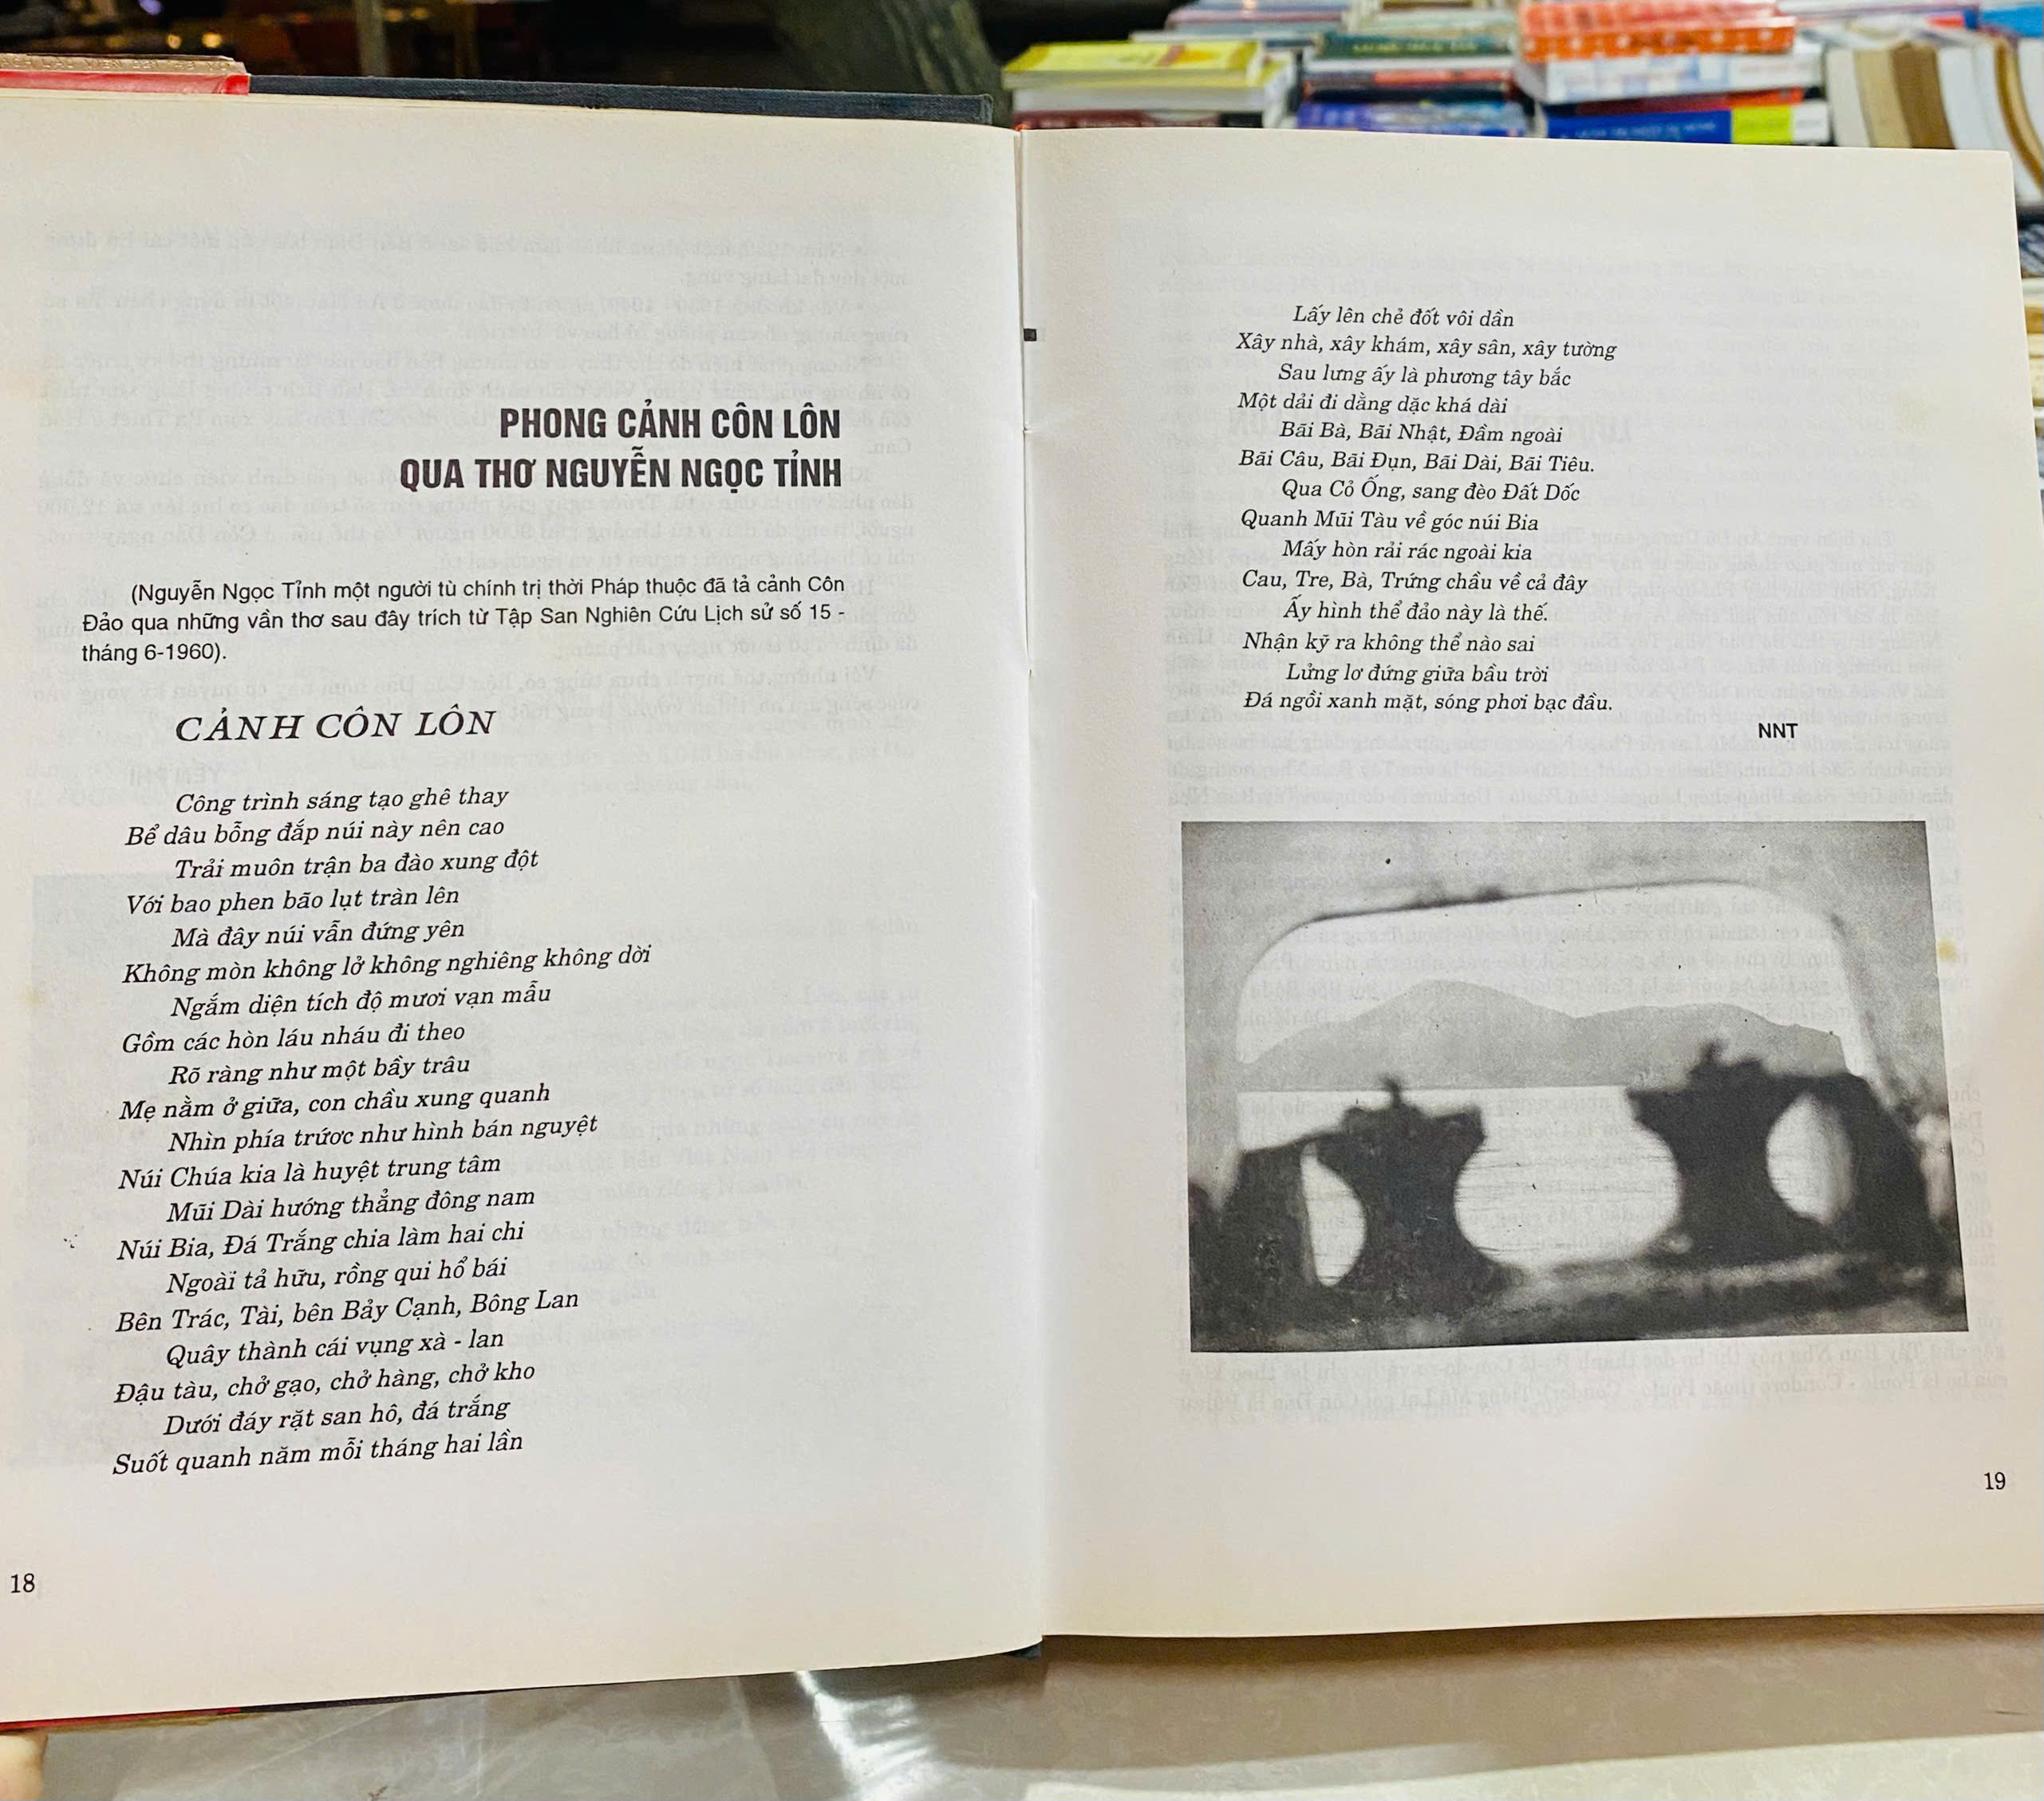 PHONG CẢNH CÔN LÔN
QUA THƠ NGUYỄN NGỌC TỈNH
(Nguyễn Ngọc Tỉnh một người tù chính trị thời Pháp thuộc đã tả cảnh Côn
Đảo qua những vần thơ sau đây trích từ Tập San Nghiên Cứu Lịch sử số 15 -
tháng 6-1960).
CẢNH CÔN LÔN
Công trình sáng tạo ghê thay
Bể dâu bỗng đắp núi này nên cao
Trải muôn trận ba đào xung đột
Với bao phen bão lụt tràn lên
Mà đây núi vẫn đứng yên
Không mòn không lở không nghiêng không dời
Ngắm diện tích độ mươi vạn mẫu
Gồm các hòn láu nháu đi theo
Rõ ràng như một bầy trâu
Mẹ nằm ở giữa, con chầu xung quanh
Nhìn phía trước như hình bán nguyệt
Núi Chúa kia là huyệt trung tâm
Mũi Dài hướng thẳng đông nam
Núi Bia, Đá Trắng chia làm hai chi
Ngoài tả hữu, rồng qui hổ bái
Bên Trác, Tài, bên Bảy Cạnh, Bông Lan
Quây thành cái vụng xà - lan
Đậu tàu, chở gạo, chở hàng, chở kho
Dưới đáy rặt san hô, đá trắng
Suốt quanh năm mỗi tháng hai lần
18
Lấy lên chẻ đốt vôi dần
Xây nhà, xây khám, xây sân, xây tường
Sau lưng ấy là phương tây bắc
Một dải đi dằng dặc khá dài
Bãi Bà, Bãi Nhật, Đầm ngoài
Bãi Câu, Bãi Đụn, Bãi Dài, Bãi Tiêu.
Qua Cỏ Ống, sang đèo Đất Dốc
Quanh Mũi Tàu về góc núi Bia
Mấy hòn rải rác ngoài kia
Cau, Tre, Bà, Trứng chầu về cả đây
Ấy hình thể đảo này là thế.
Nhận kỹ ra không thể nào sai
Lửng lơ đứng giữa bầu trời
Đá ngồi xanh mặt, sóng phơi bạc đầu.
NNT
19